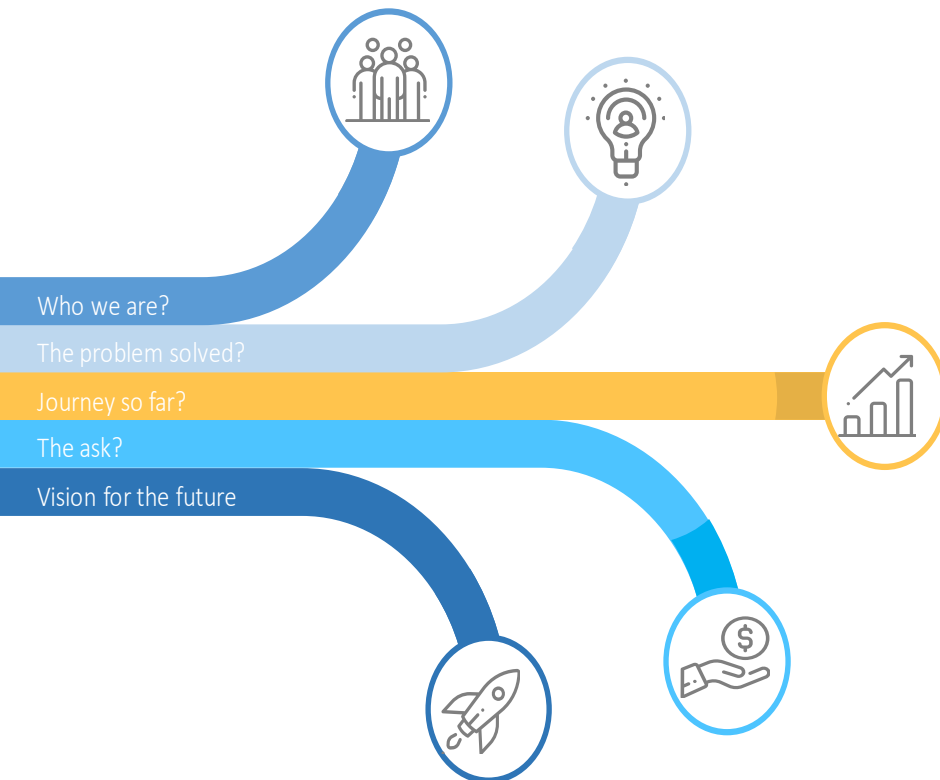 Who we are?
The problem solved?
Journey so far?
The ask?
Vision for the future
$